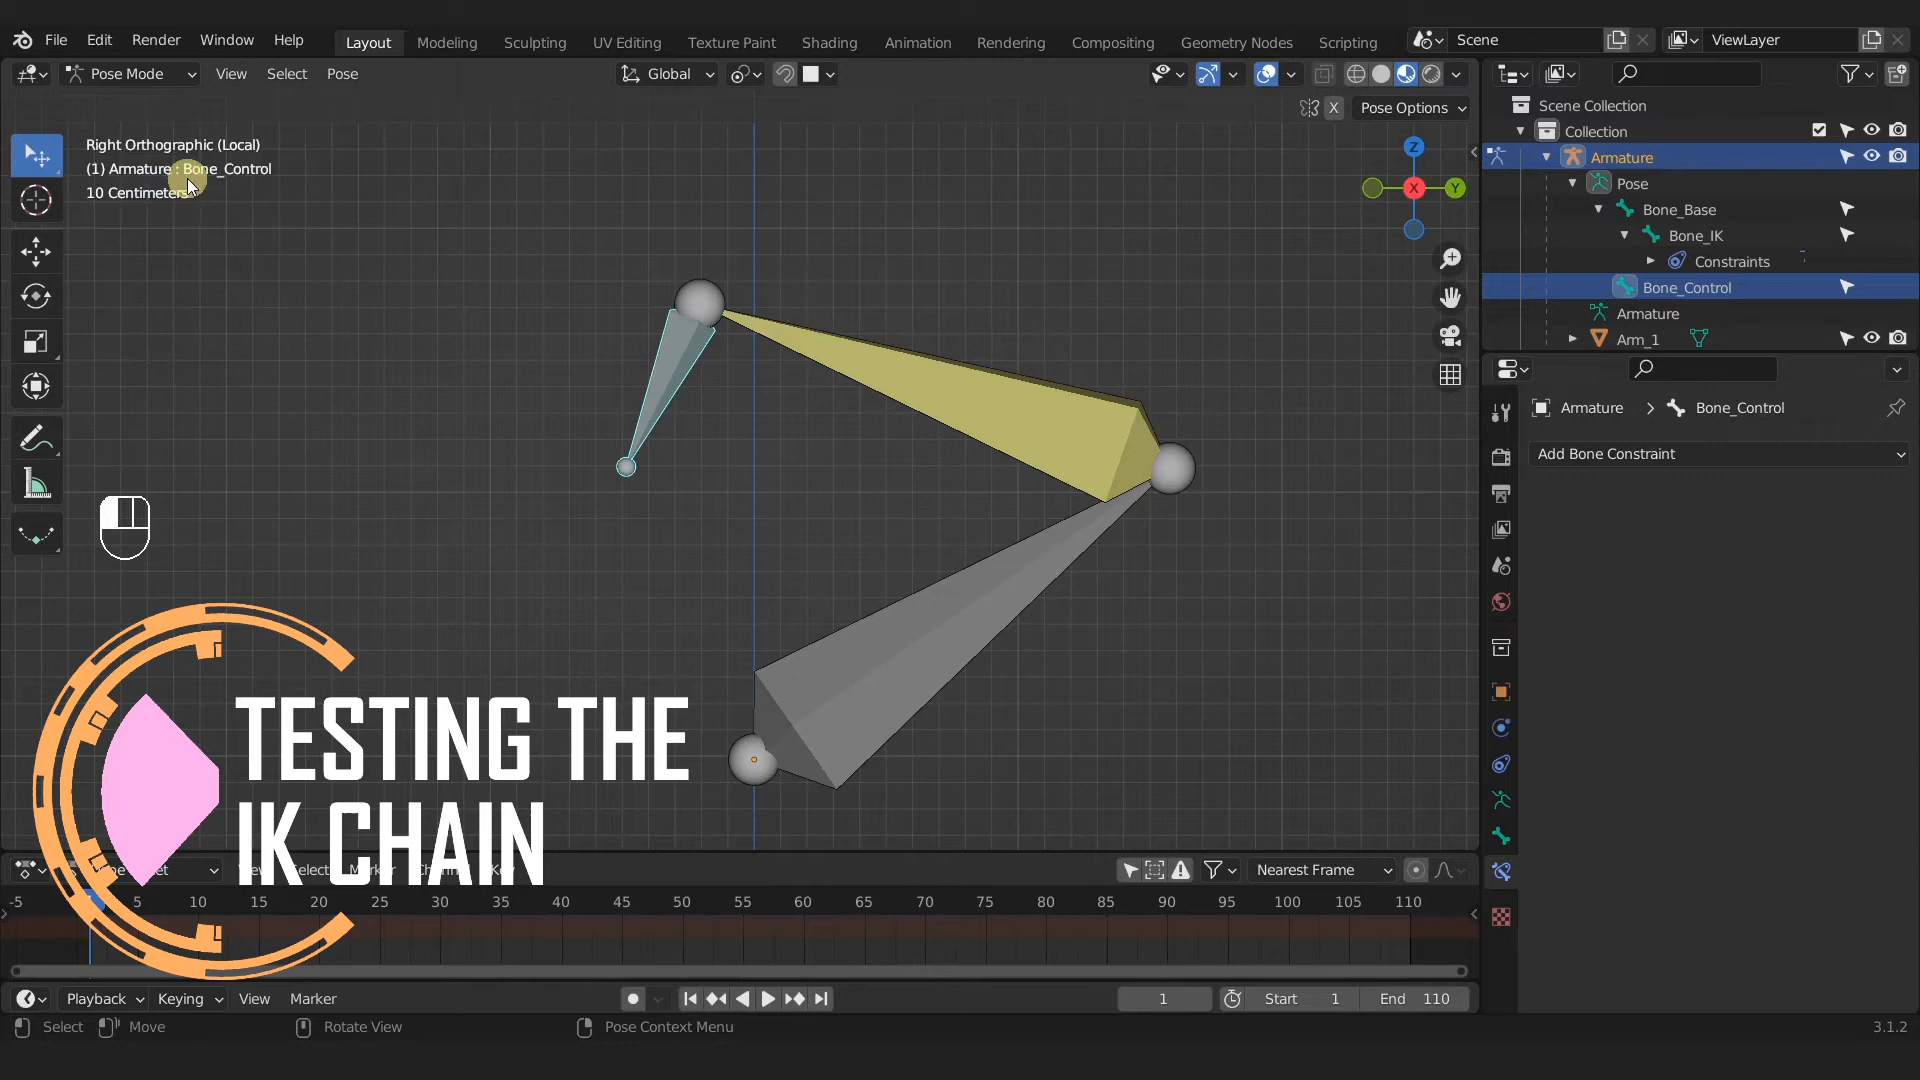 File Edit Render Window Help Layout Modeling Sculpting UV Editing Texture Paint Shading Animation Rendering Compositing Geometry Nodes Scripting Scene ViewLayer
Pose Mode View Select Pose Global
X Pose Options
Right Orthographic (Local)
(1) Armature : Bone_Control
10 Centimeters
Z
X
Y
Scene Collection
Collection
Armature
Pose
Bone_Base
Bone_IK
Constraints
Bone_Control
Armature
Arm_1
Armature > Bone_Control
Add Bone Constraint
TESTING THE
IK CHAIN
Nearest Frame
-5 5 10 15 20 25 30 35 40 45 50 55 60 65 70 75 80 85 90 95 100 105 110
Playback Keying View Marker 1 Start 1 End 110
Select Move Rotate View Pose Context Menu 3.1.2